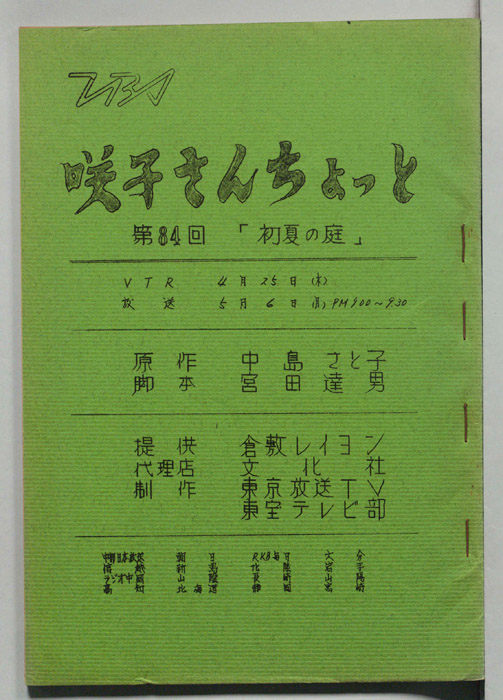 TBS
咲子さんちょっと
第84回 「初夏の庭」
VTR 4月25日(木)
放送 5月6日(月)PM9.00〜9.30
原作 中島さと子
脚本 宮田達男
提供 倉敷レイヨン
代理店 文化社
制作 東京放送TV
東室テレビ部